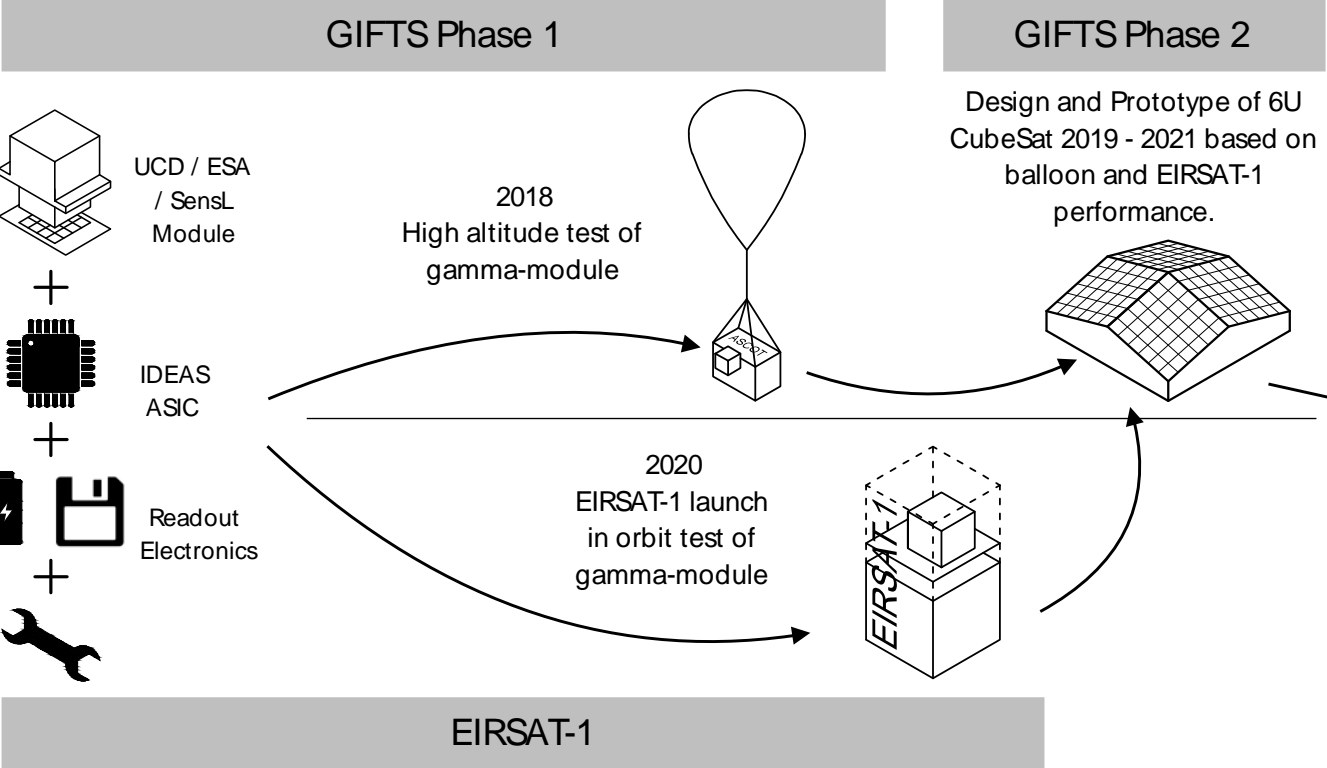 GIFTS Phase 1
GIFTS Phase 2
Design and Prototype of 6U
CubeSat 2019 - 2021 based on
balloon and EIRSAT-1
performance.
UCD / ESA
/ SensL
Module
2018
High altitude test of
gamma-module
ASCOT
IDEAS
ASIC
2020
EIRSAT-1 launch
in orbit test of
gamma-module
EIRSAT-1
Readout
Electronics
EIRSAT-1